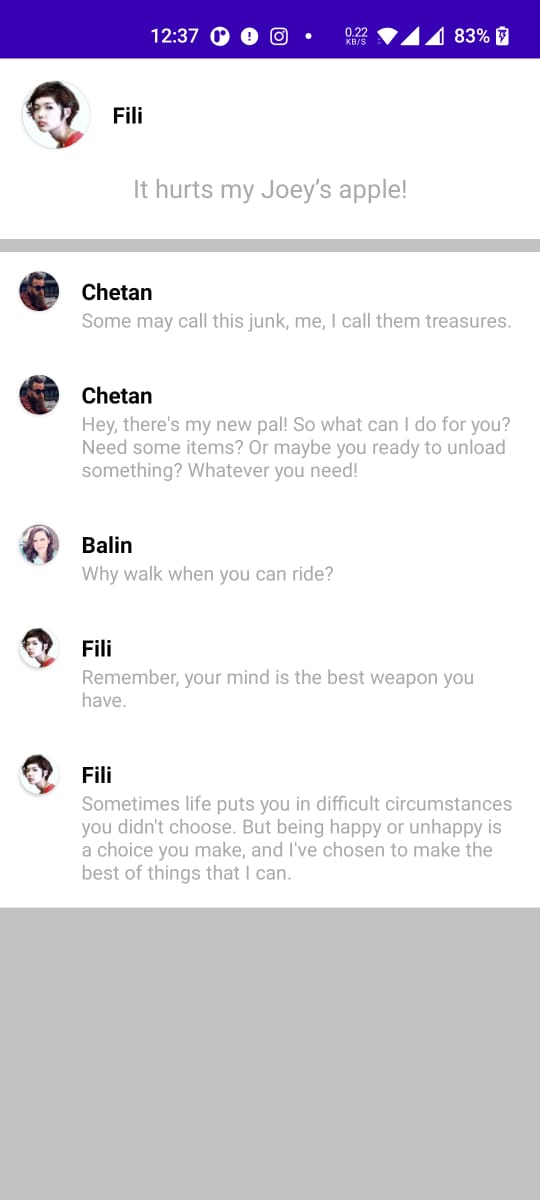 12:37
0.22
KB/S
83%
Fili
It hurts my Joey’s apple!
Chetan
Some may call this junk, me, I call them treasures.
Chetan
Hey, there's my new pal! So what can I do for you?
Need some items? Or maybe you ready to unload
something? Whatever you need!
Balin
Why walk when you can ride?
Fili
Remember, your mind is the best weapon you
have.
Fili
Sometimes life puts you in difficult circumstances
you didn't choose. But being happy or unhappy is
a choice you make, and I've chosen to make the
best of things that I can.